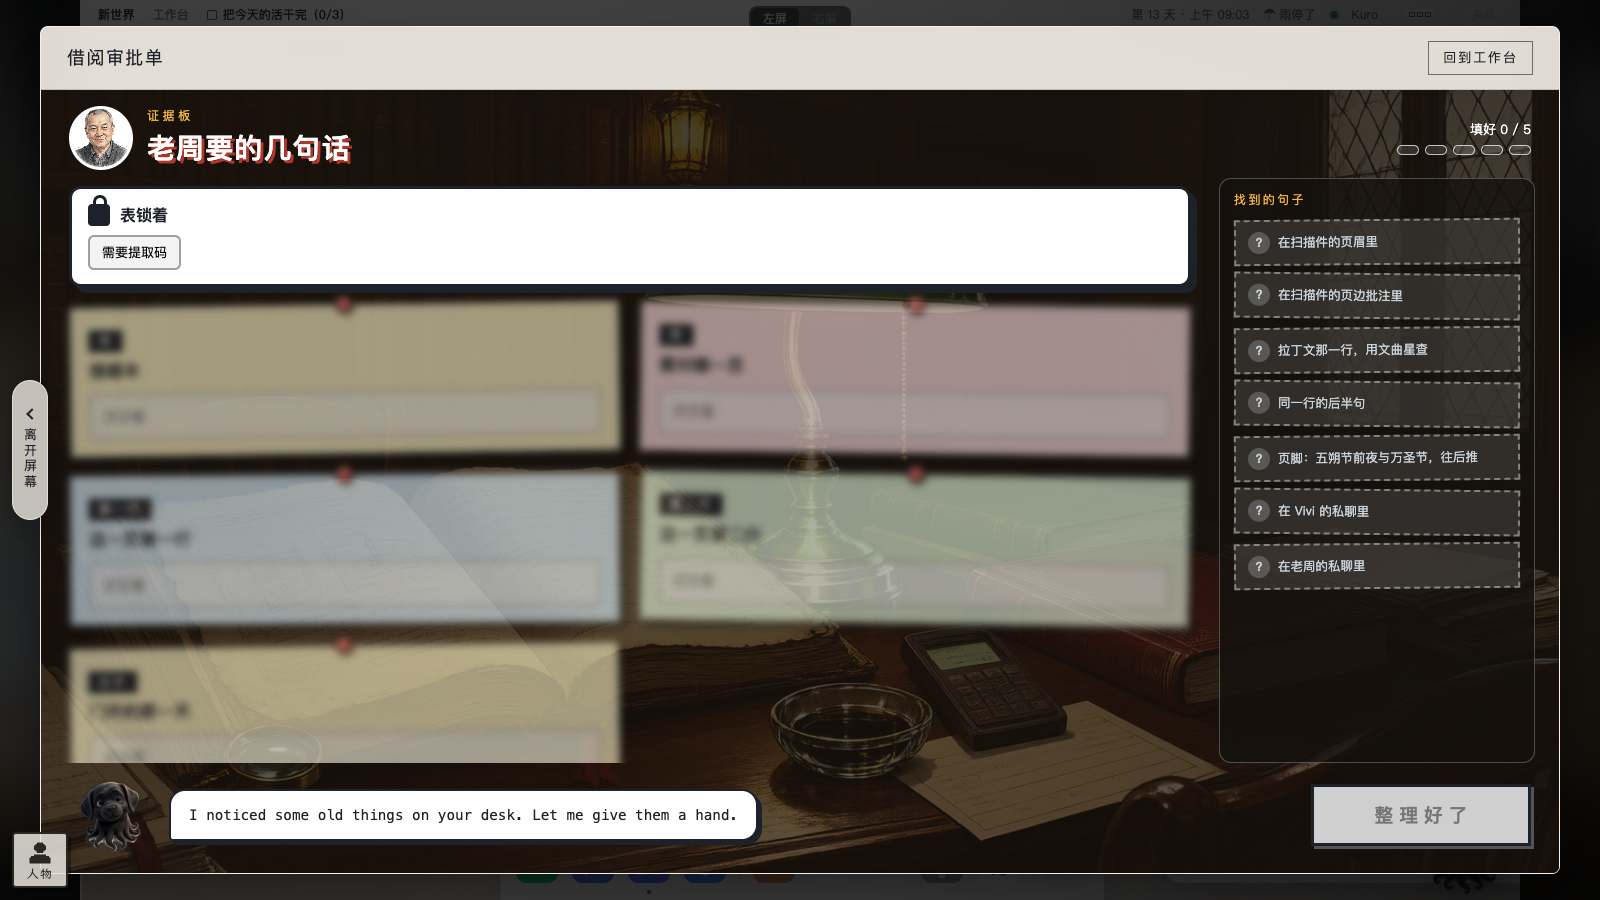 新世界 工作台 把今天的活干完 (0/3)
左屏 右屏
第 13 天 · 上午 09:03 雨停了 Kuro
借阅审批单
回到工作台
证据板
老周要的几句话
填好 0 / 5
表锁着
需要提取码
找到的句子
? 在扫描件的页眉里
? 在扫描件的页边批注里
? 拉丁文那一行，用文曲星查
? 同一行的后半句
? 页脚：五朔节前夜与万圣节，往后推
? 在 Vivi 的私聊里
? 在老周的私聊里
离开屏幕
I noticed some old things on your desk. Let me give them a hand.
整理好了
人物